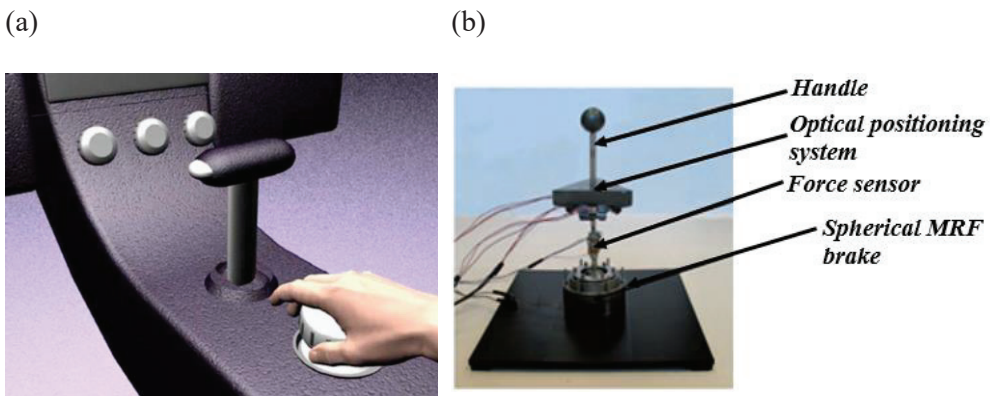 (a)
(b)
Handle
Optical positioning
system
Force sensor
Spherical MRF
brake